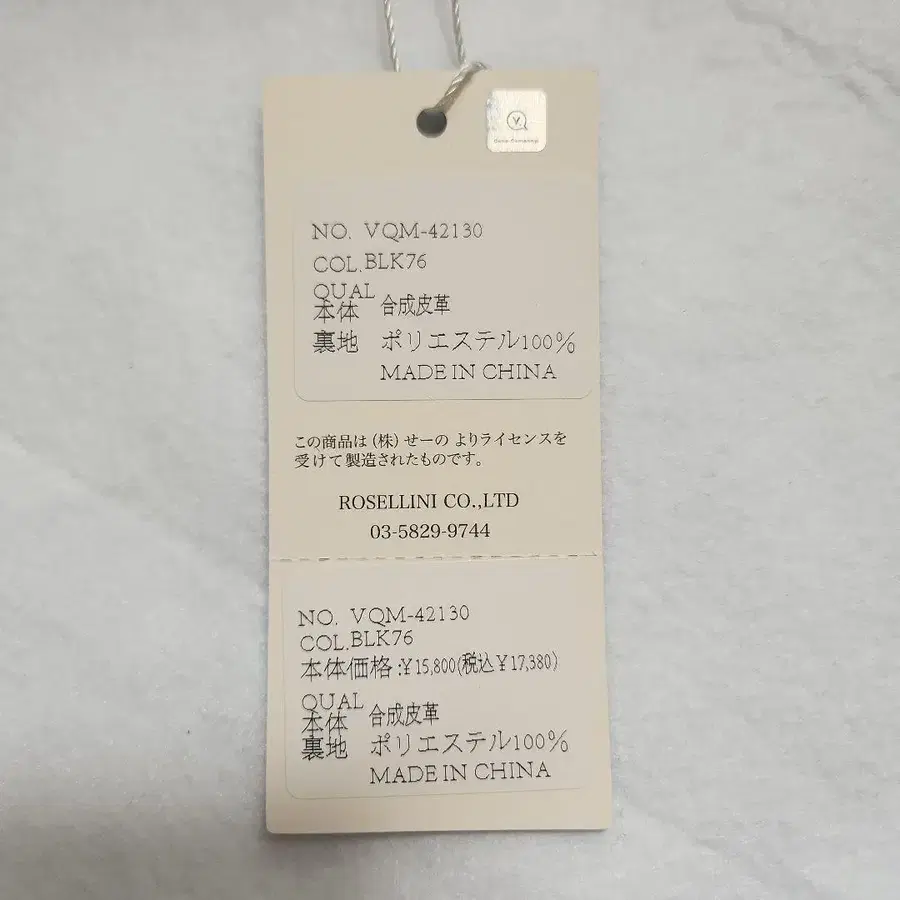 NO. VQM-42130
COL.BLK76
QUAL
本体 合成皮革
裏地 ポリエステル100%
MADE IN CHINA
この商品は(株)せーの よりライセンスを
受けて製造されたものです。
ROSELLINI CO.,LTD
03-5829-9744
NO. VQM-42130
COL.BLK76
本体価格:¥15,800(税込¥17,380)
QUAL
本体 合成皮革
裏地 ポリエステル100%
MADE IN CHINA